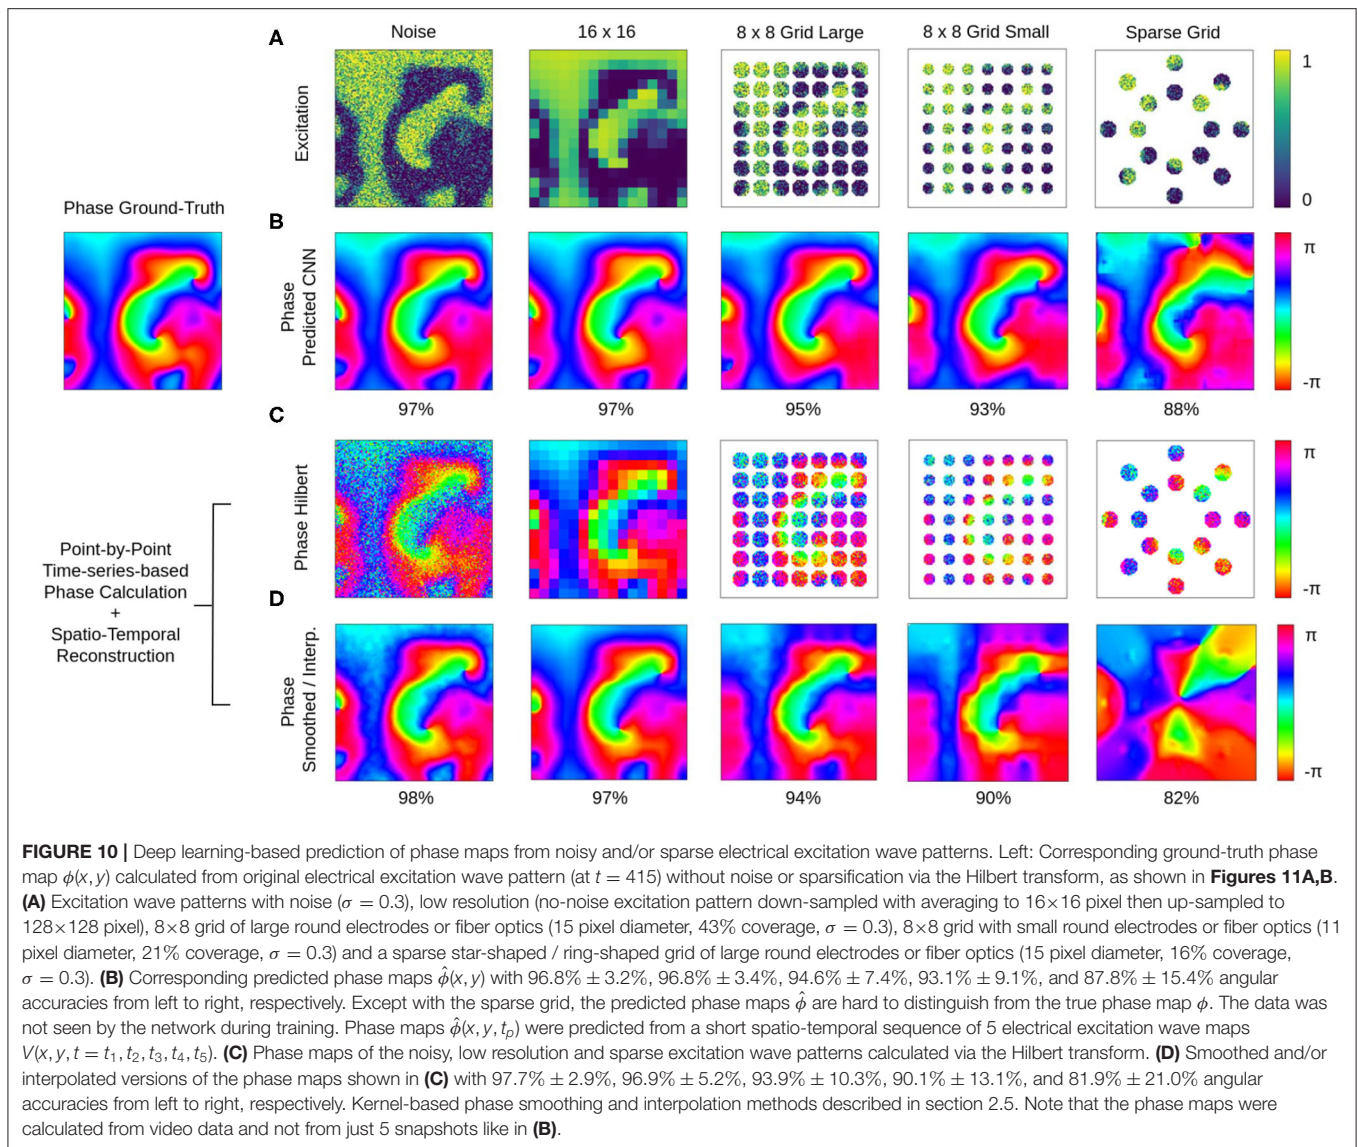 A
Noise
16 x 16
8 x 8 Grid Large
8 x 8 Grid Small
Sparse Grid
Excitation
1
0
Phase Ground-Truth
B
Phase
Predicted CNN
π
-π
97%
97%
95%
93%
88%
C
Phase Hilbert
π
-π
Point-by-Point
Time-series-based
Phase Calculation
+
Spatio-Temporal
Reconstruction
D
Phase
Smoothed / Interp.
π
-π
98%
97%
94%
90%
82%
FIGURE 10 | Deep learning-based prediction of phase maps from noisy and/or sparse electrical excitation wave patterns. Left: Corresponding ground-truth phase
map ϕ(x, y) calculated from original electrical excitation wave pattern (at t = 415) without noise or sparsification via the Hilbert transform, as shown in Figures 11A,B.
(A) Excitation wave patterns with noise (σ = 0.3), low resolution (no-noise excitation pattern down-sampled with averaging to 16×16 pixel then up-sampled to
128×128 pixel), 8×8 grid of large round electrodes or fiber optics (15 pixel diameter, 43% coverage, σ = 0.3), 8×8 grid with small round electrodes or fiber optics (11
pixel diameter, 21% coverage, σ = 0.3) and a sparse star-shaped / ring-shaped grid of large round electrodes or fiber optics (15 pixel diameter, 16% coverage,
σ = 0.3). (B) Corresponding predicted phase maps ϕ̂(x, y) with 96.8% ± 3.2%, 96.8% ± 3.4%, 94.6% ± 7.4%, 93.1% ± 9.1%, and 87.8% ± 15.4% angular
accuracies from left to right, respectively. Except with the sparse grid, the predicted phase maps ϕ̂ are hard to distinguish from the true phase map ϕ. The data was
not seen by the network during training. Phase maps ϕ̂(x, y, tₚ) were predicted from a short spatio-temporal sequence of 5 electrical excitation wave maps
V(x, y, t = t₁, t₂, t₃, t₄, t₅). (C) Phase maps of the noisy, low resolution and sparse excitation wave patterns calculated via the Hilbert transform. (D) Smoothed and/or
interpolated versions of the phase maps shown in (C) with 97.7% ± 2.9%, 96.9% ± 5.2%, 93.9% ± 10.3%, 90.1% ± 13.1%, and 81.9% ± 21.0% angular
accuracies from left to right, respectively. Kernel-based phase smoothing and interpolation methods described in section 2.5. Note that the phase maps were
calculated from video data and not from just 5 snapshots like in (B).